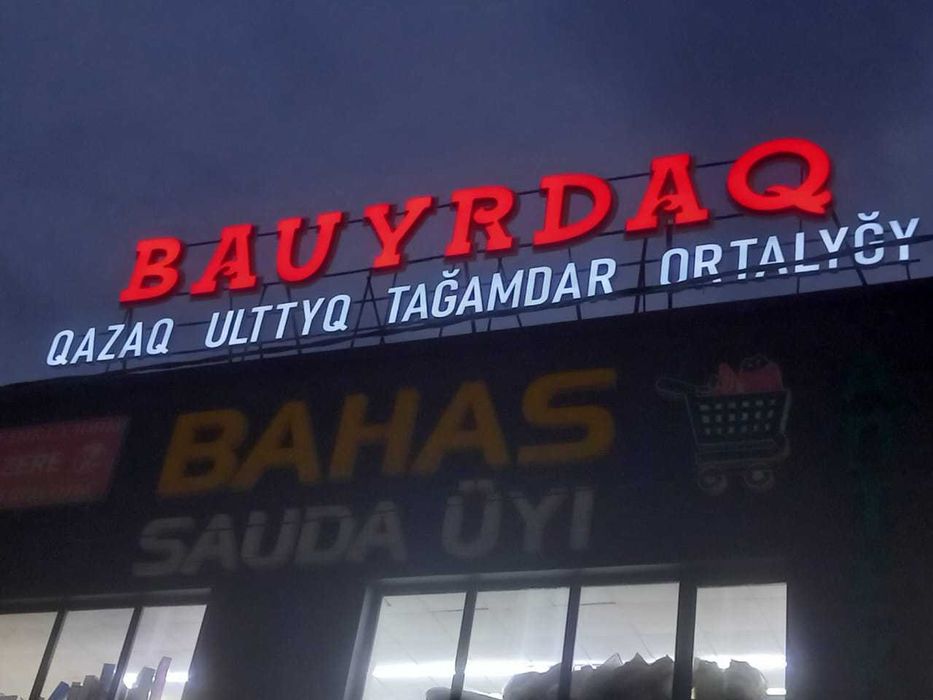 BAUYRDAQ
QAZAQ ULTTYQ TAĞAMDAR ORTALYĞY
BAHAS
SAUDA ÜYI